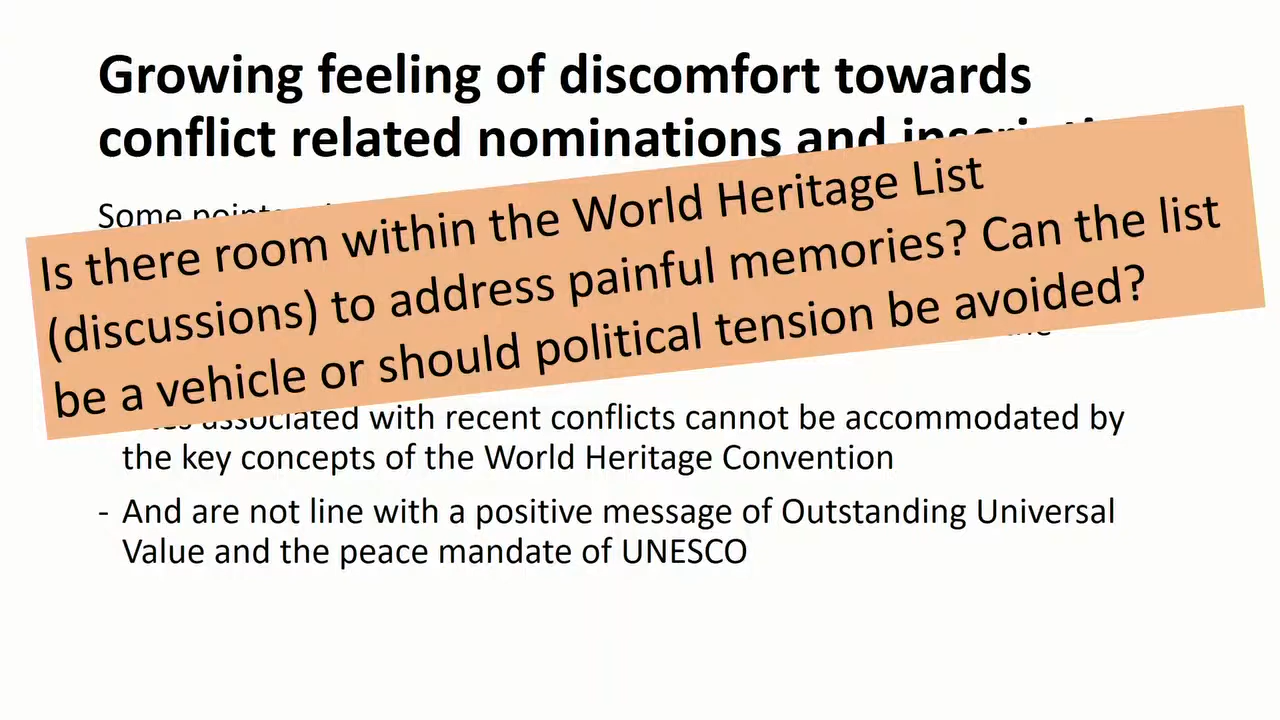 Growing feeling of discomfort towards
conflict related nominations and
Some
Is there room within the World Heritage List
(discussions) to address painful memories? Can the list
be a vehicle or should political tension be avoided?
associated with recent conflicts cannot be accommodated by
the key concepts of the World Heritage Convention
- And are not line with a positive message of Outstanding Universal
Value and the peace mandate of UNESCO